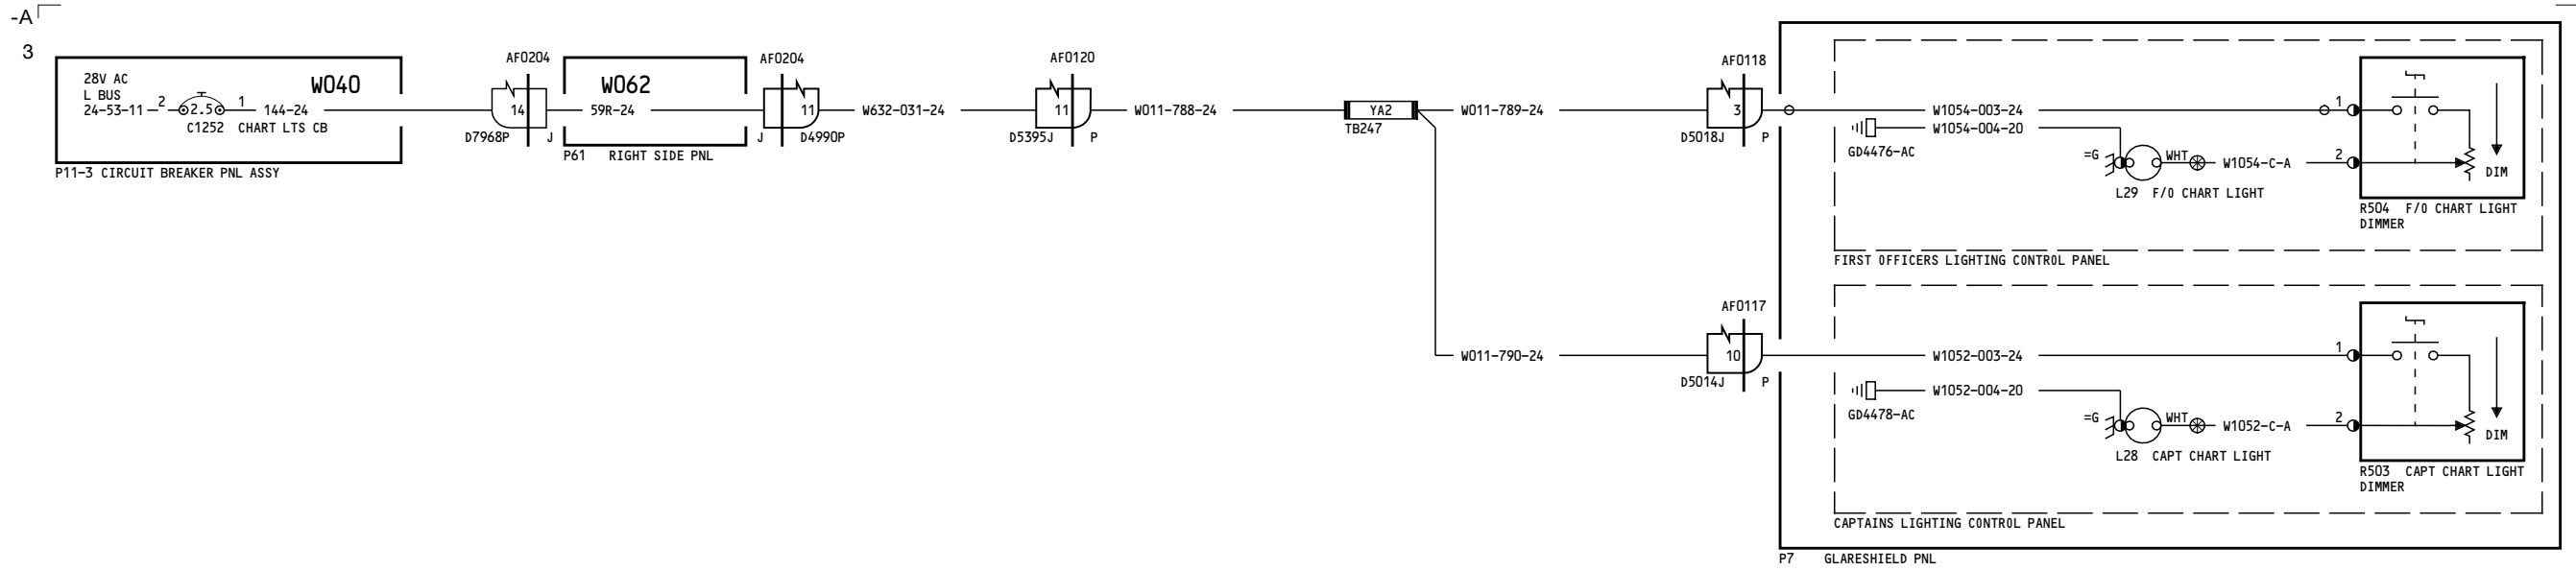 -A
3
28V AC
L BUS
24-53-11 2 2.5 1 144-24
W040
C1252 CHART LTS CB
P11-3 CIRCUIT BREAKER PNL ASSY
AF0204
14
D7968P J
W062
59R-24
P61 RIGHT SIDE PNL
AF0204
11
J D4990P
W632-031-24
AF0120
11
D5395J P
W011-788-24
YA2
TB247
W011-789-24
AF0118
3
D5018J P
W1054-003-24
W1054-004-20
GD4476-AC
=G WHT W1054-C-A
L29 F/O CHART LIGHT
1
2
DIM
R504 F/O CHART LIGHT
DIMMER
FIRST OFFICERS LIGHTING CONTROL PANEL
W011-790-24
AF0117
10
D5014J P
W1052-003-24
W1052-004-20
GD4478-AC
=G WHT W1052-C-A
L28 CAPT CHART LIGHT
1
2
DIM
R503 CAPT CHART LIGHT
DIMMER
CAPTAINS LIGHTING CONTROL PANEL
P7 GLARESHIELD PNL